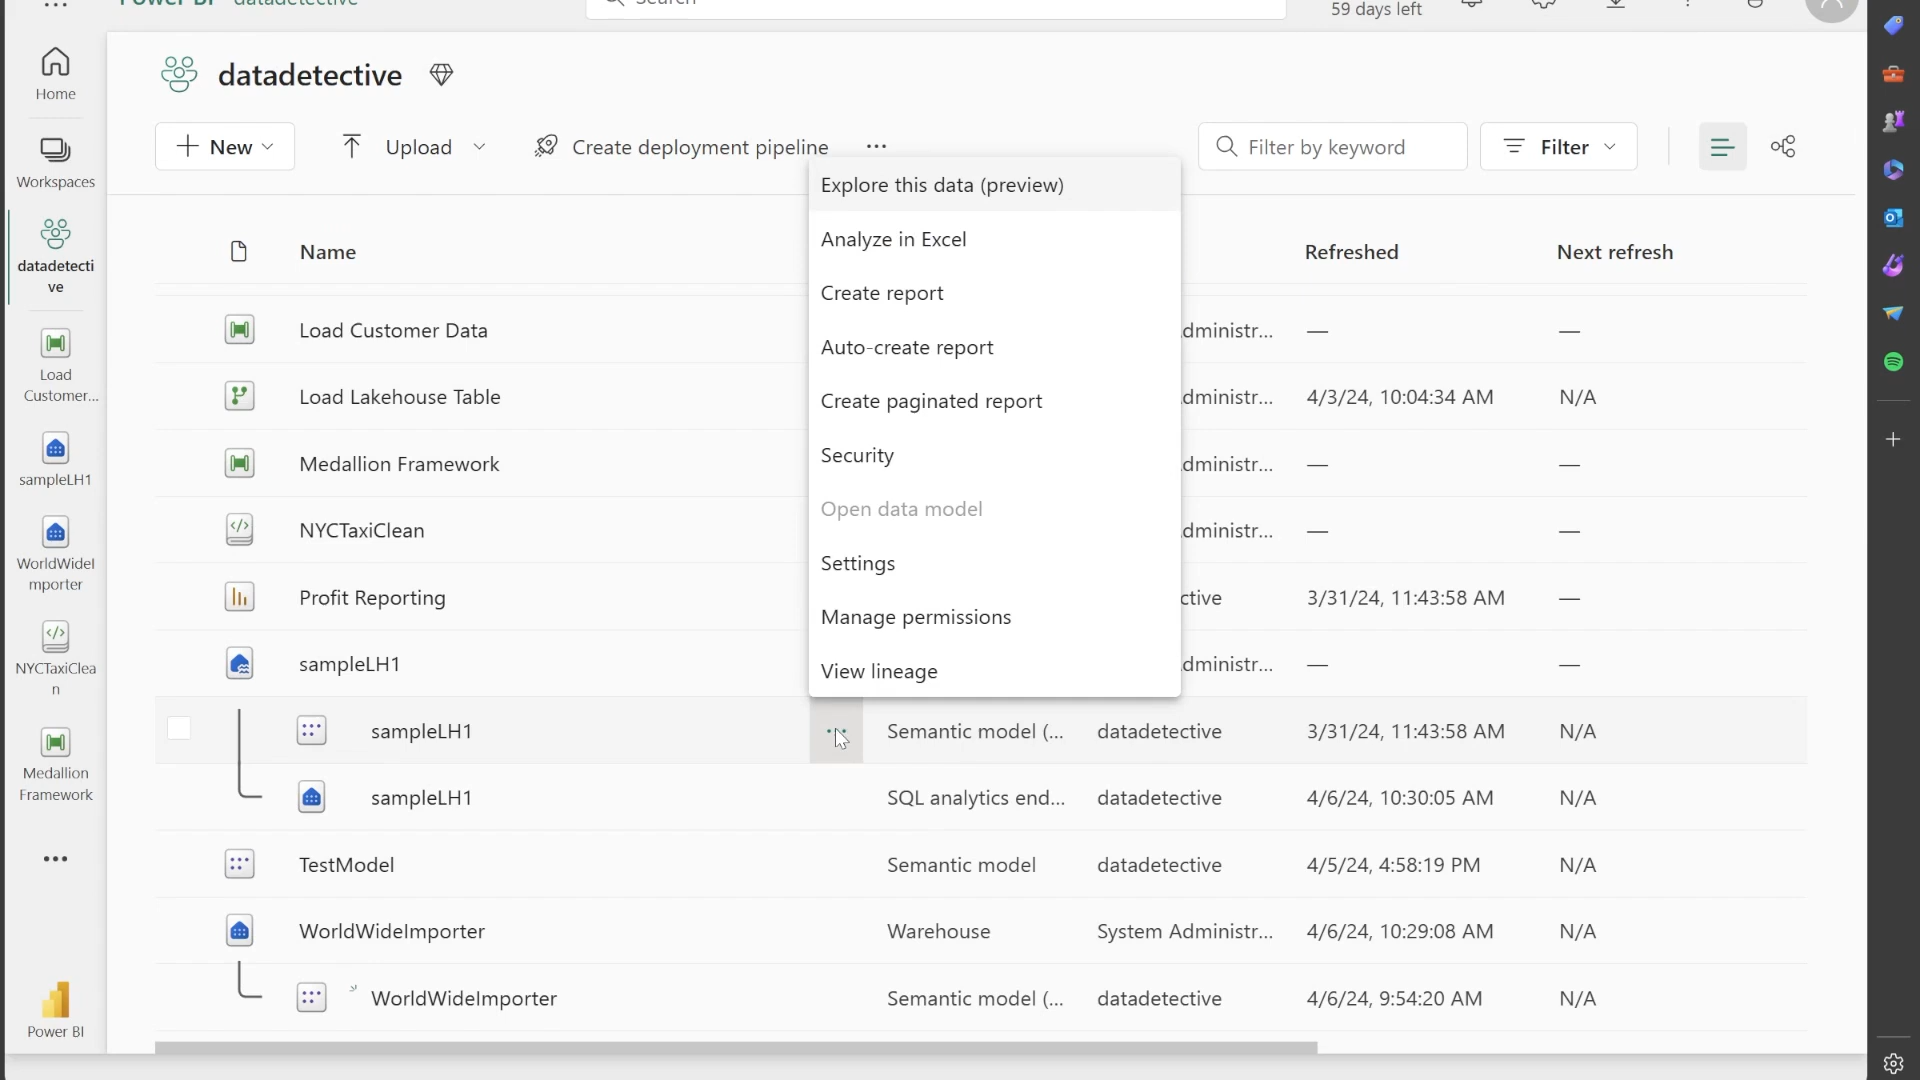 Power BI datadetective
Search
59 days left
Home
Workspaces
datadetecti
ve
Load
Customer...
sampleLH1
WorldWideI
mporter
NYCTaxiClea
n
Medallion
Framework
Power BI
datadetective
New
Upload
Create deployment pipeline
Filter by keyword
Filter
Name
Refreshed
Next refresh
Explore this data (preview)
Analyze in Excel
Create report
Auto-create report
Create paginated report
Security
Open data model
Settings
Manage permissions
View lineage
Load Customer Data dministr... — —
Load Lakehouse Table dministr... 4/3/24, 10:04:34 AM N/A
Medallion Framework dministr... — —
NYCTaxiClean dministr... — —
Profit Reporting ctive 3/31/24, 11:43:58 AM —
sampleLH1 dministr... — —
sampleLH1 Semantic model (... datadetective 3/31/24, 11:43:58 AM N/A
sampleLH1 SQL analytics end... datadetective 4/6/24, 10:30:05 AM N/A
TestModel Semantic model datadetective 4/5/24, 4:58:19 PM N/A
WorldWideImporter Warehouse System Administr... 4/6/24, 10:29:08 AM N/A
WorldWideImporter Semantic model (... datadetective 4/6/24, 9:54:20 AM N/A